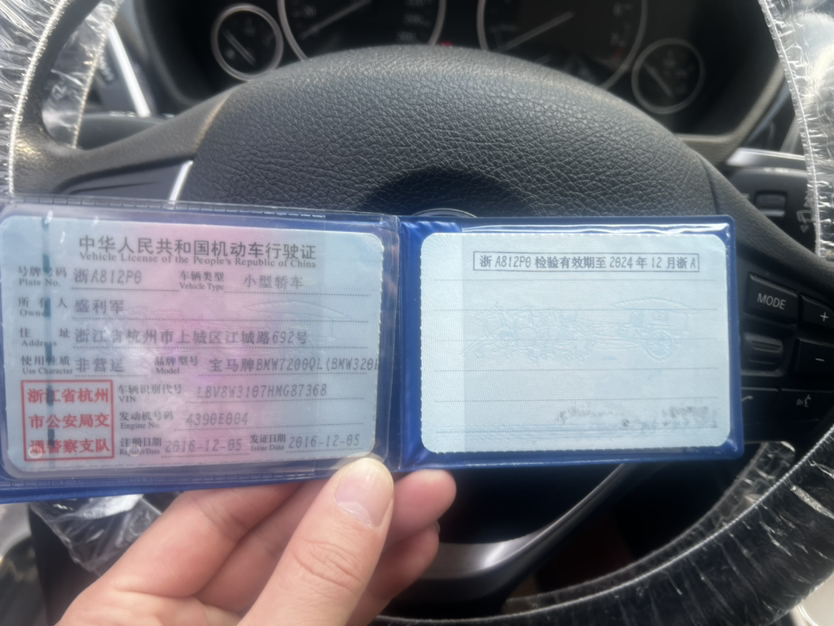 中华人民共和国机动车行驶证
Vehicle License of the People's Republic of China
号牌号码 浙A812P0 车辆类型 小型轿车
Plate No. Vehicle Type
所有人 盛利军
Owner
住址 浙江省杭州市上城区江城路692号
Address
使用性质 非营运 品牌型号 宝马牌BMW7200QL(BMW320
Use Character Model
浙江省杭州
市公安局交
通警察支队
车辆识别代号 LBV8W3107HMG87368
VIN
发动机号码 4390E004
Engine No.
注册日期 2016-12-05 发证日期 2016-12-05
Register Date Issue Date
浙A812P0 检验有效期至 2024年12月浙A
MODE
+